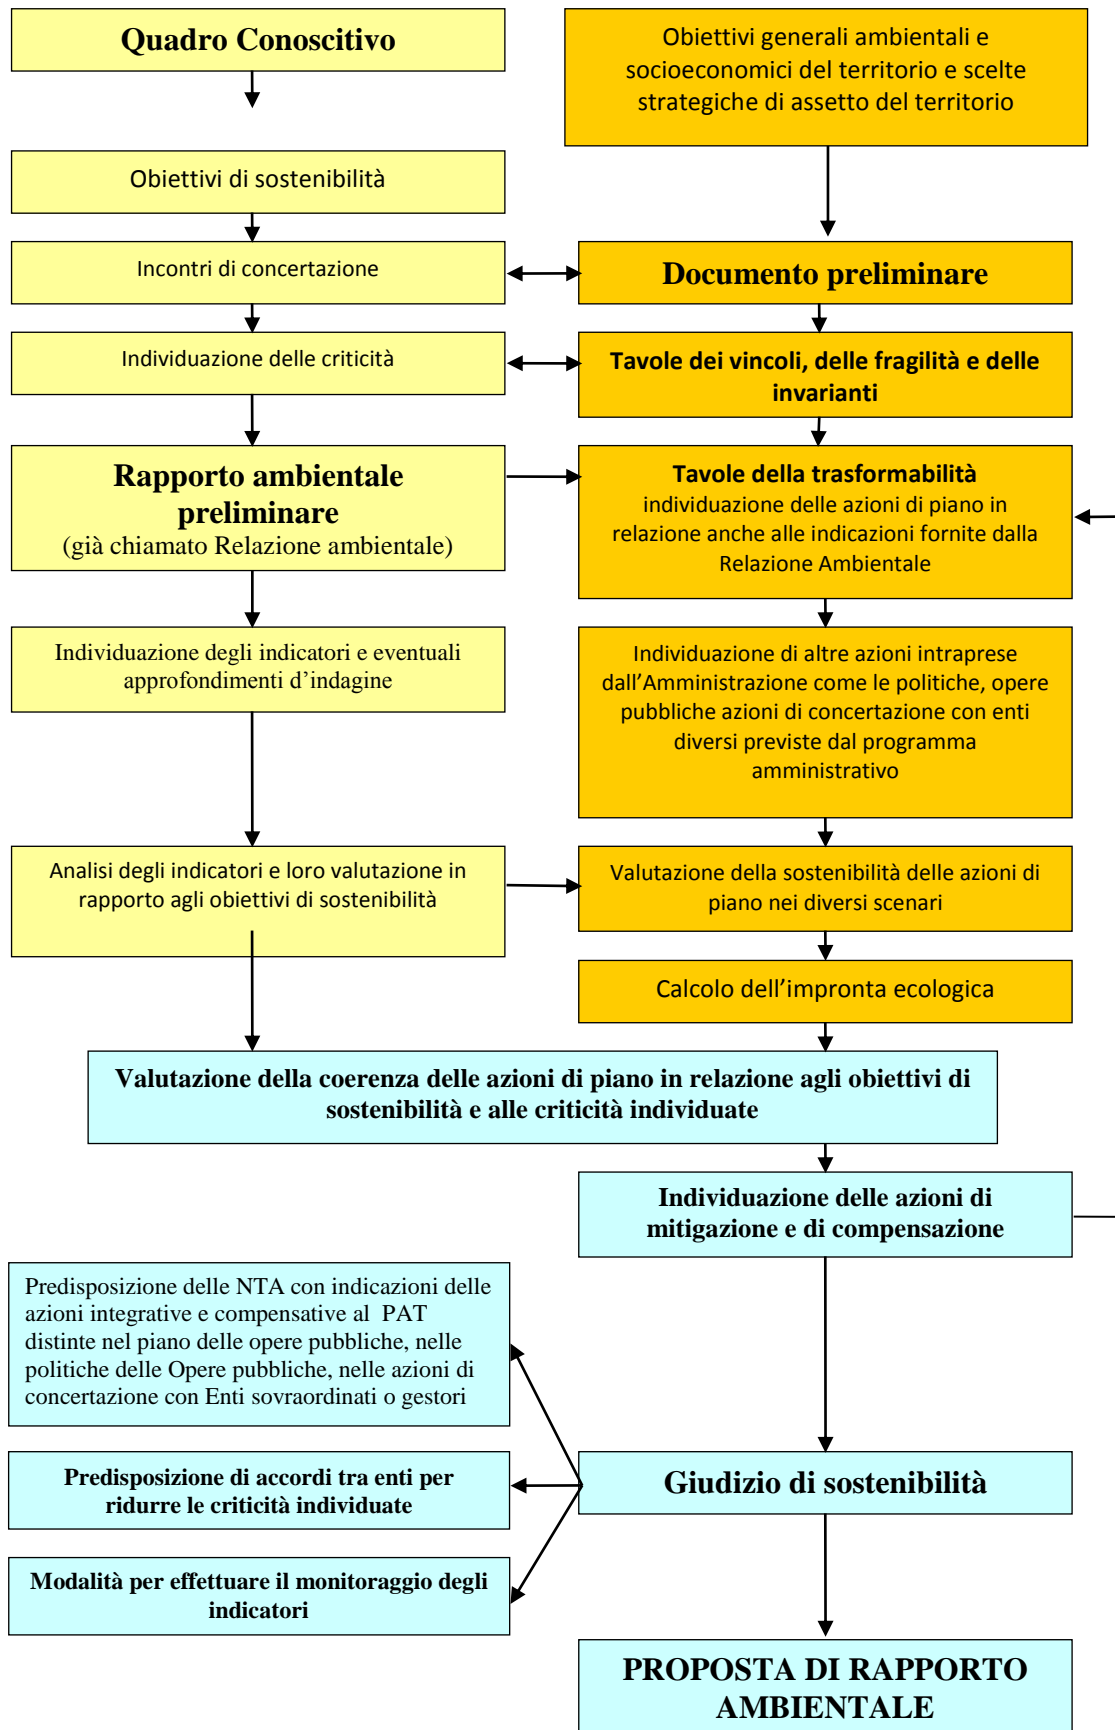 Quadro Conoscitivo
Obiettivi generali ambientali e
socioeconomici del territorio e scelte
strategiche di assetto del territorio
Obiettivi di sostenibilità
Incontri di concertazione
Documento preliminare
Individuazione delle criticità
Tavole dei vincoli, delle fragilità e delle
invarianti
Rapporto ambientale
preliminare
(già chiamato Relazione ambientale)
Tavole della trasformabilità
individuazione delle azioni di piano in
relazione anche alle indicazioni fornite dalla
Relazione Ambientale
Individuazione degli indicatori e eventuali
approfondimenti d’indagine
Individuazione di altre azioni intraprese
dall’Amministrazione come le politiche, opere
pubbliche azioni di concertazione con enti
diversi previste dal programma
amministrativo
Analisi degli indicatori e loro valutazione in
rapporto agli obiettivi di sostenibilità
Valutazione della sostenibilità delle azioni di
piano nei diversi scenari
Calcolo dell’impronta ecologica
Valutazione della coerenza delle azioni di piano in relazione agli obiettivi di
sostenibilità e alle criticità individuate
Individuazione delle azioni di
mitigazione e di compensazione
Predisposizione delle NTA con indicazioni delle
azioni integrative e compensative al  PAT
distinte nel piano delle opere pubbliche, nelle
politiche delle Opere pubbliche, nelle azioni di
concertazione con Enti sovraordinati o gestori
Predisposizione di accordi tra enti per
ridurre le criticità individuate
Giudizio di sostenibilità
Modalità per effettuare il monitoraggio degli
indicatori
PROPOSTA DI RAPPORTO
AMBIENTALE